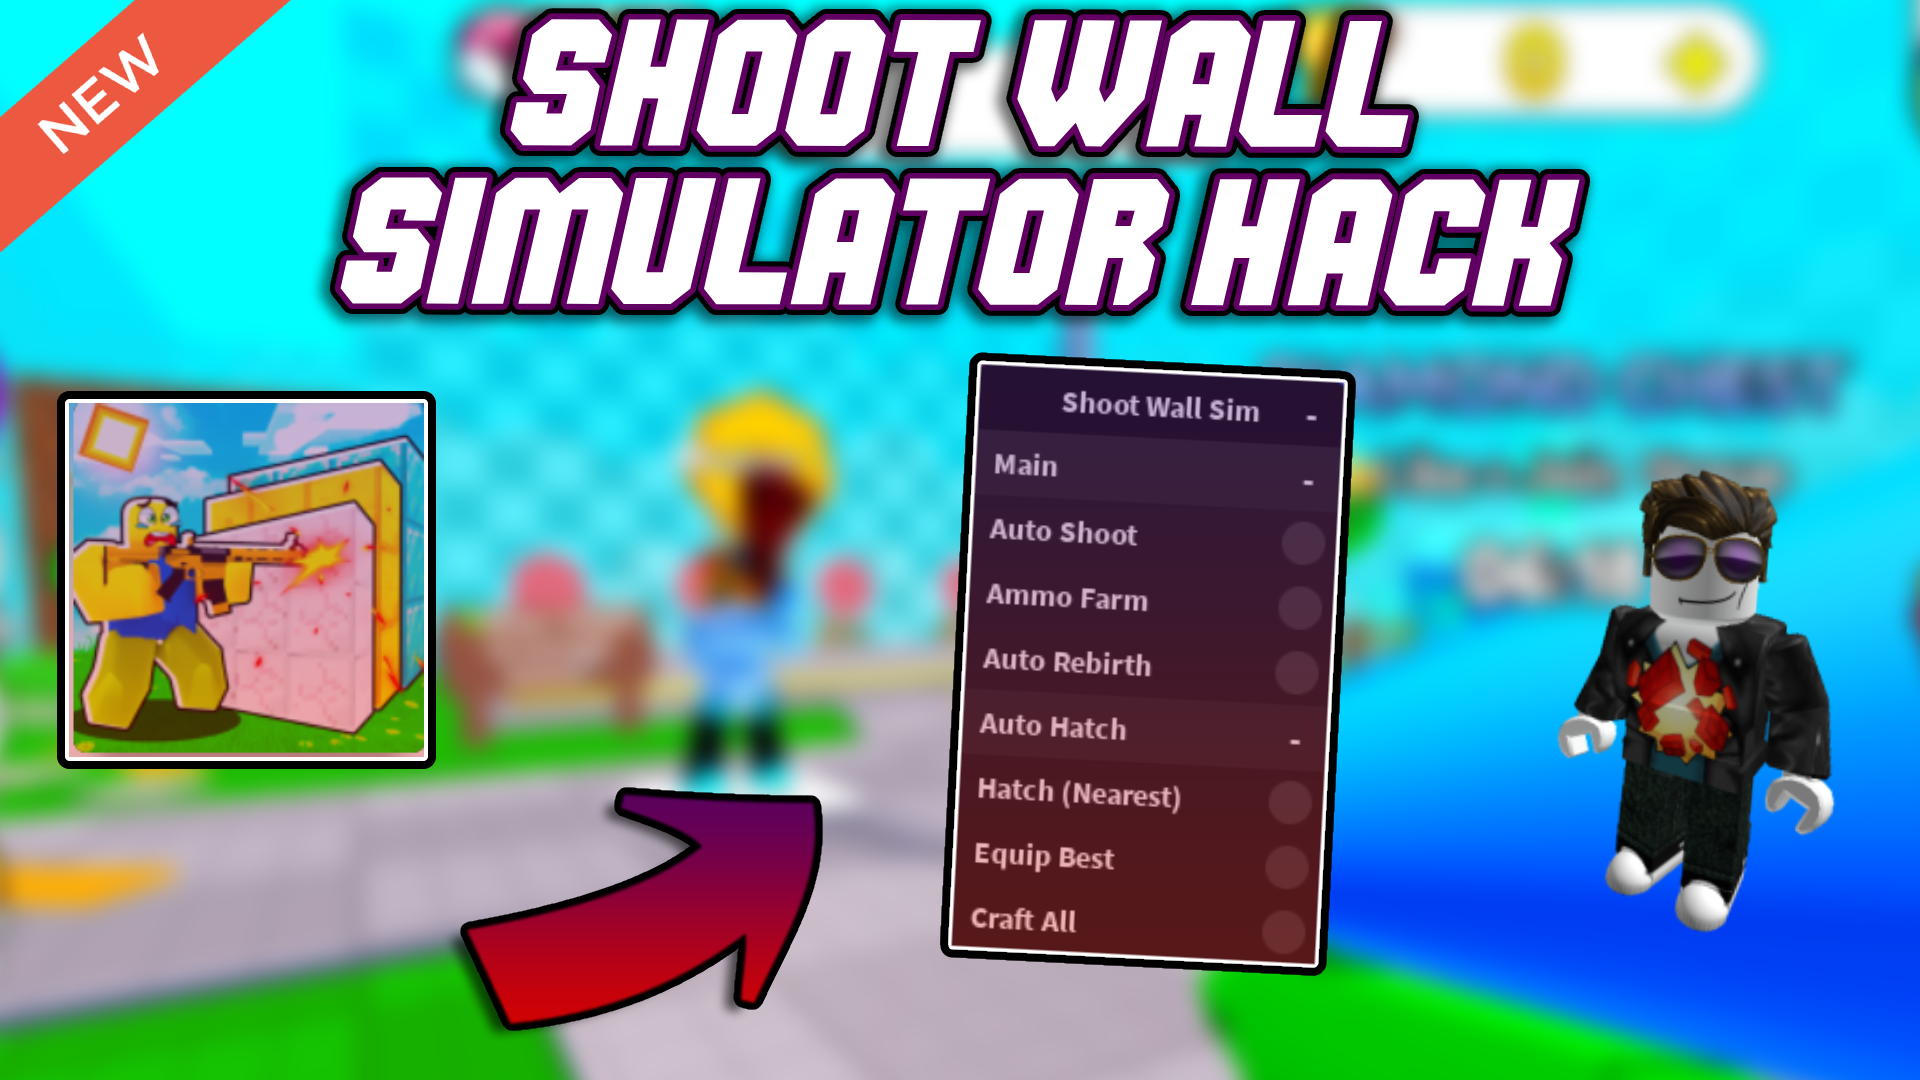 NEW
SHOOT WALL
SIMULATOR HACK
Shoot Wall Sim -
Main -
Auto Shoot
Ammo Farm
Auto Rebirth
Auto Hatch -
Hatch (Nearest)
Equip Best
Craft All